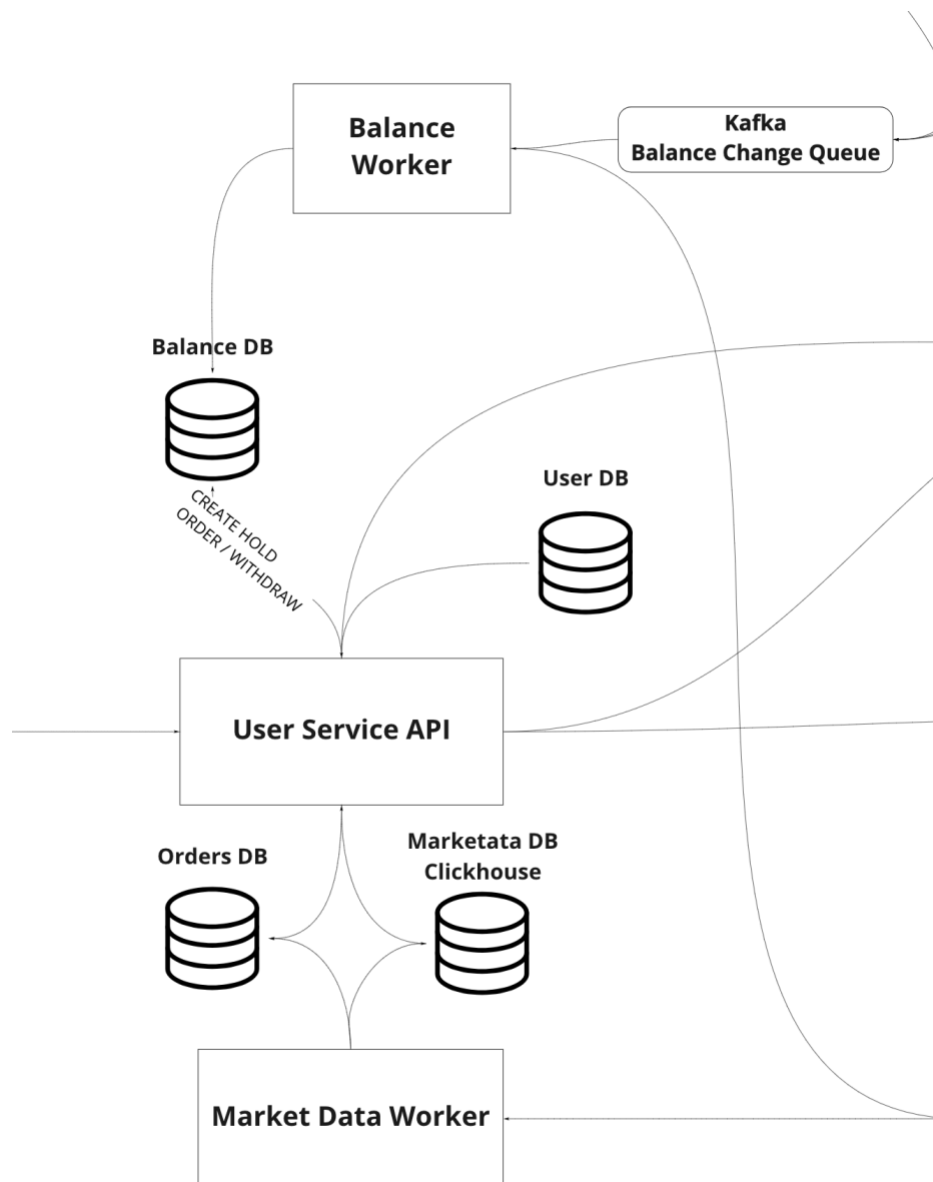 Balance
Worker
Kafka
Balance Change Queue
Balance DB
User DB
CREATE HOLD
ORDER / WITHDRAW
User Service API
Orders DB
Marketata DB
Clickhouse
Market Data Worker